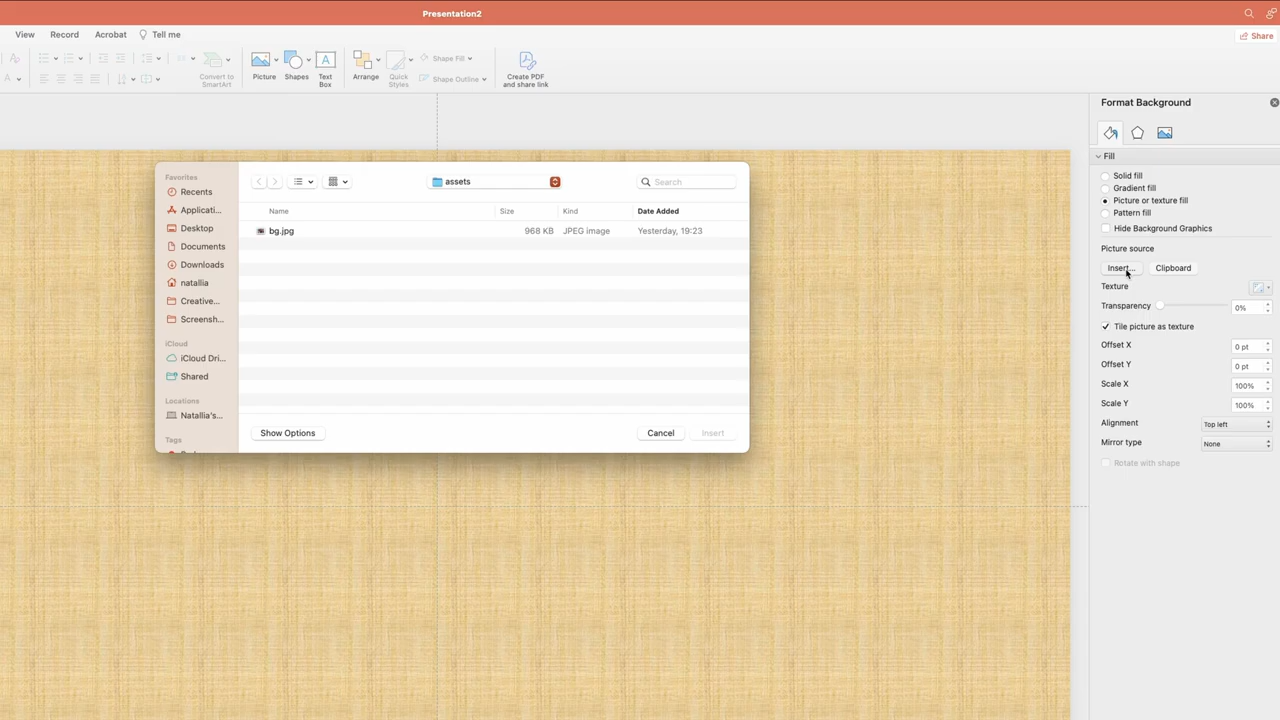 Presentation2
View Record Acrobat Tell me
Share
Convert to
SmartArt
Picture
Shapes
Text
Box
Arrange
Quick
Styles
Shape Fill
Shape Outline
Create PDF
and share link
Format Background
Fill
Solid fill
Gradient fill
Picture or texture fill
Pattern fill
Hide Background Graphics
Picture source
Insert... Clipboard
Texture
Transparency 0%
Tile picture as texture
Offset X 0 pt
Offset Y 0 pt
Scale X 100%
Scale Y 100%
Alignment Top left
Mirror type None
Rotate with shape
Favorites
Recents
Applicati...
Desktop
Documents
Downloads
natallia
Creative...
Screensh...
iCloud
iCloud Dri...
Shared
Locations
Natallia's...
Tags
assets
Search
Name Size Kind Date Added
bg.jpg 968 KB JPEG image Yesterday, 19:23
Show Options Cancel Insert